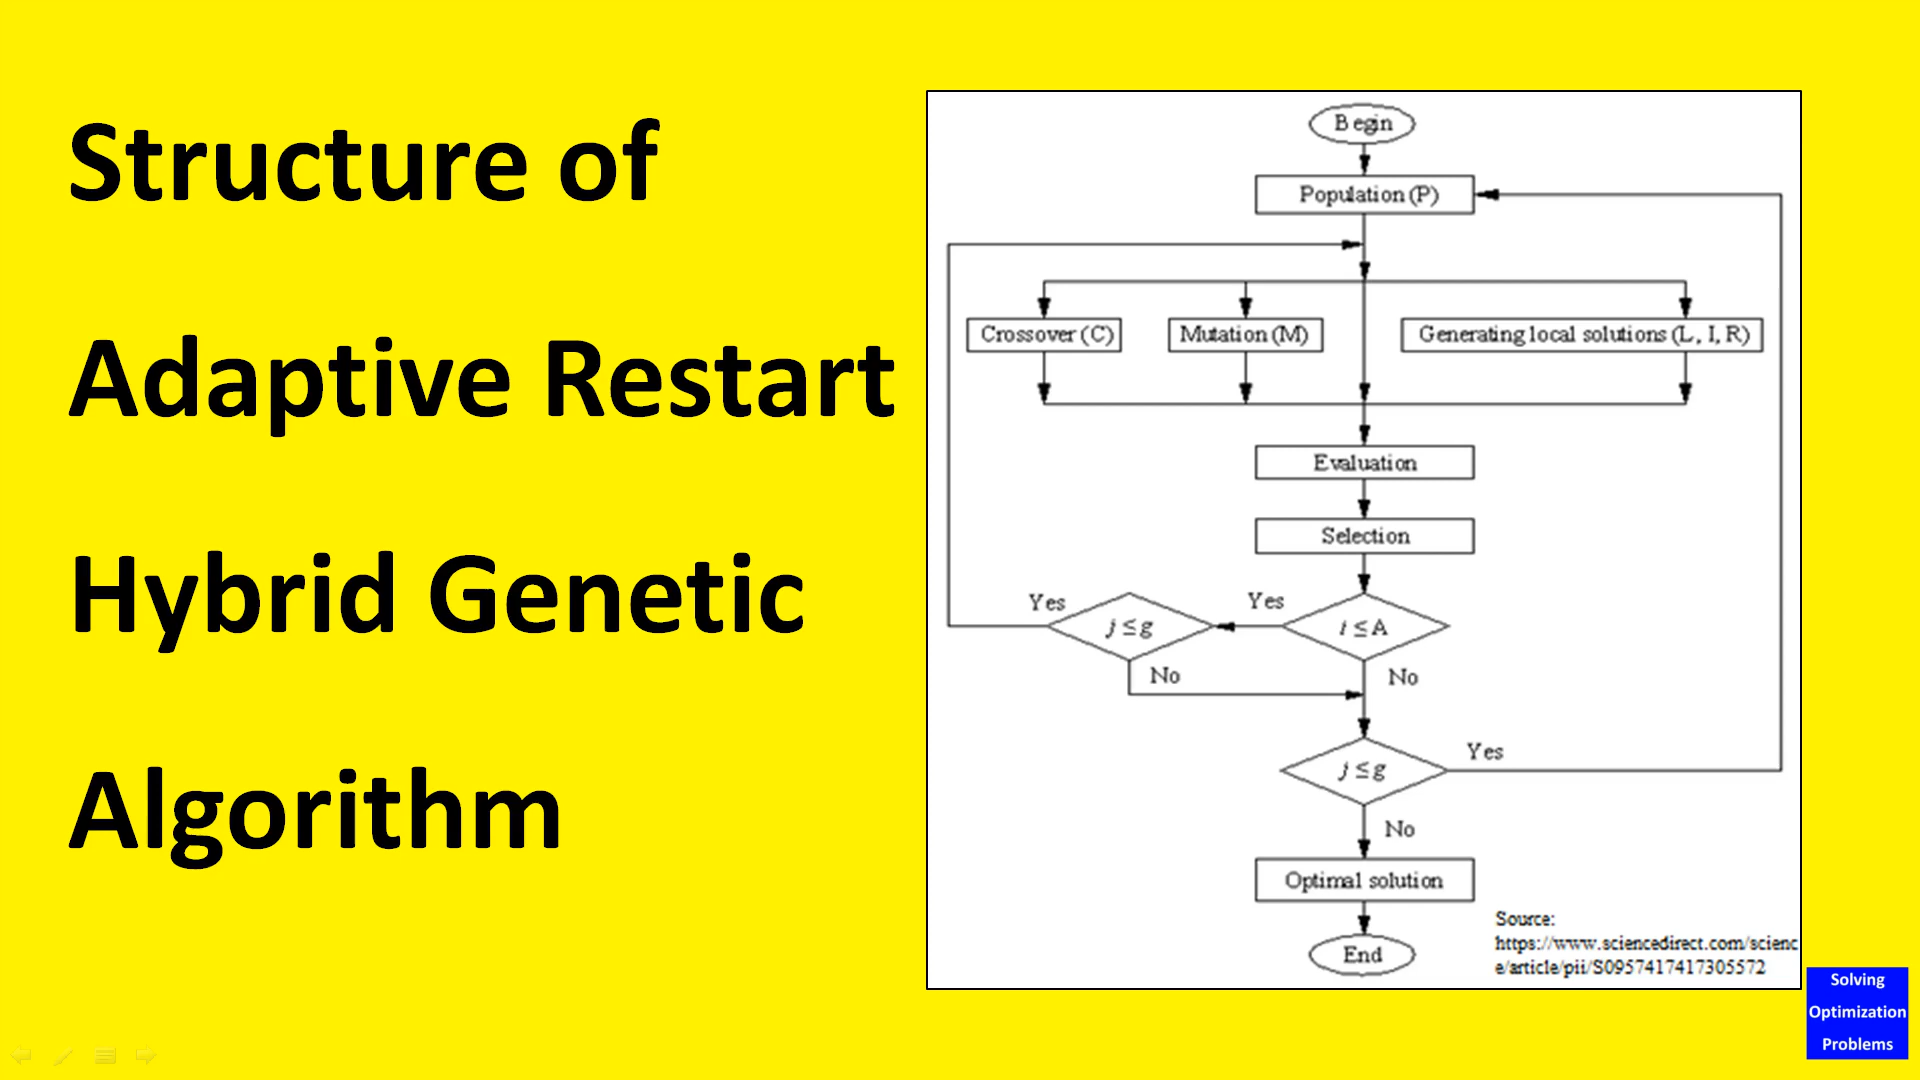 Structure of
Adaptive Restart
Hybrid Genetic
Algorithm
Begin
Population (P)
Crossover (C)
Mutation (M)
Generating local solutions (L, I, R)
Evaluation
Selection
Yes
j ≤ g
Yes
i ≤ A
No
No
j ≤ g
Yes
No
Optimal solution
End
Source:
https://www.sciencedirect.com/scienc
e/article/pii/S0957417417305572
Solving
Optimization
Problems